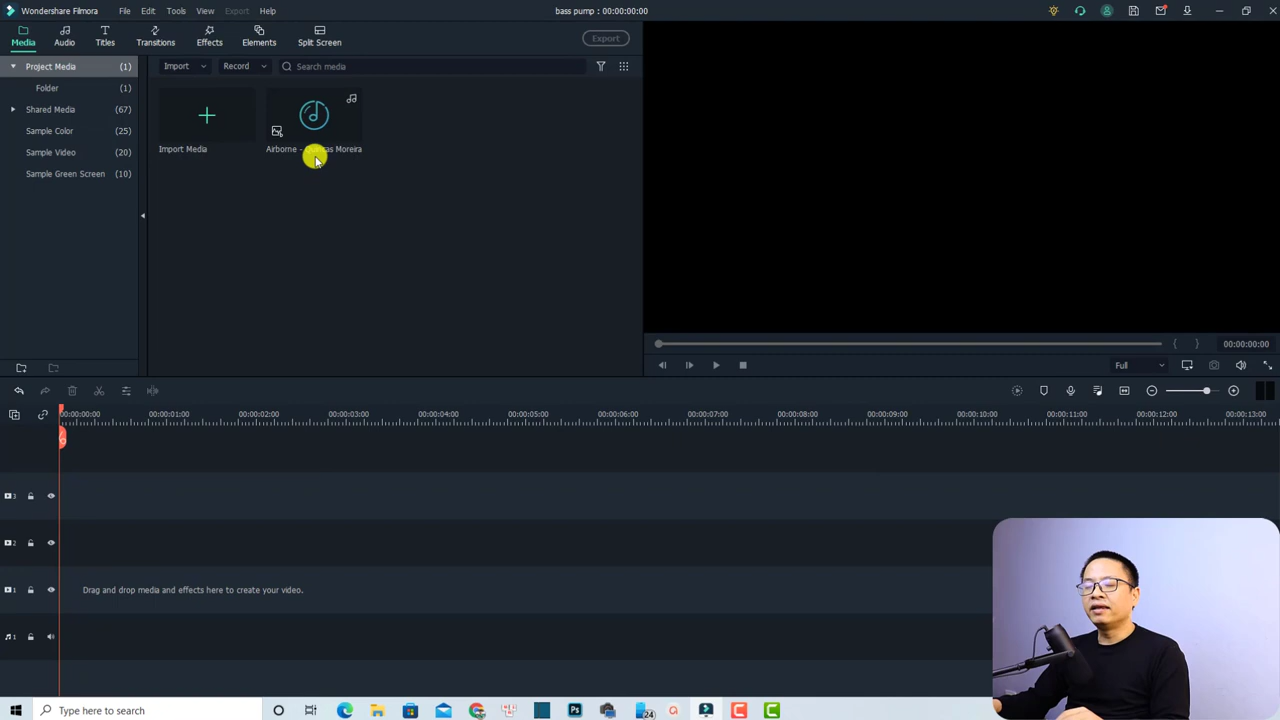 Wondershare Filmora File Edit Tools View Export Help bass pump : 00:00:00:00
Media Audio Titles Transitions Effects Elements Split Screen Export
Project Media (1) Import Record Search media
Folder (1)
Shared Media (67)
Sample Color (25)
Sample Video (20)
Sample Green Screen (10)
Import Media Airborne - Quincas Moreira
00:00:00:00
Full
00:00:00:00 00:00:01:00 00:00:02:00 00:00:03:00 00:00:04:00 00:00:05:00 00:00:06:00 00:00:07:00 00:00:08:00 00:00:09:00 00:00:10:00 00:00:11:00 00:00:12:00 00:00:13:00
3
2
1 Drag and drop media and effects here to create your video.
1
Type here to search 24